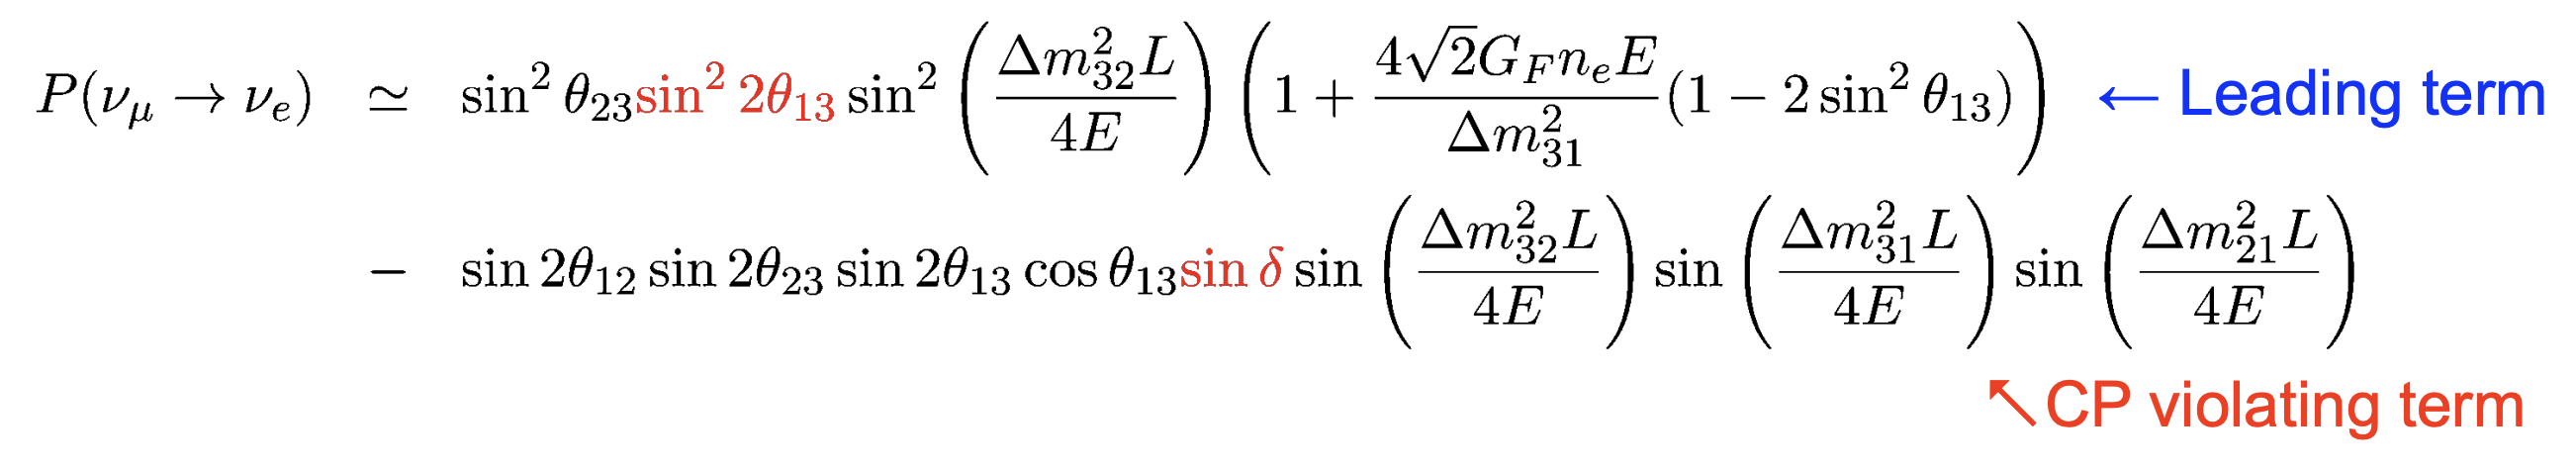 P(ν_μ → ν_e) ≃ sin² θ₂₃ sin² 2θ₁₃ sin² (Δm²₃₂L / 4E) (1 + (4√2 G_F n_e E / Δm²₃₁)(1 − 2 sin² θ₁₃)) ← Leading term
− sin 2θ₁₂ sin 2θ₂₃ sin 2θ₁₃ cos θ₁₃ sin δ sin (Δm²₃₂L / 4E) sin (Δm²₃₁L / 4E) sin (Δm²₂₁L / 4E)
↖ CP violating term